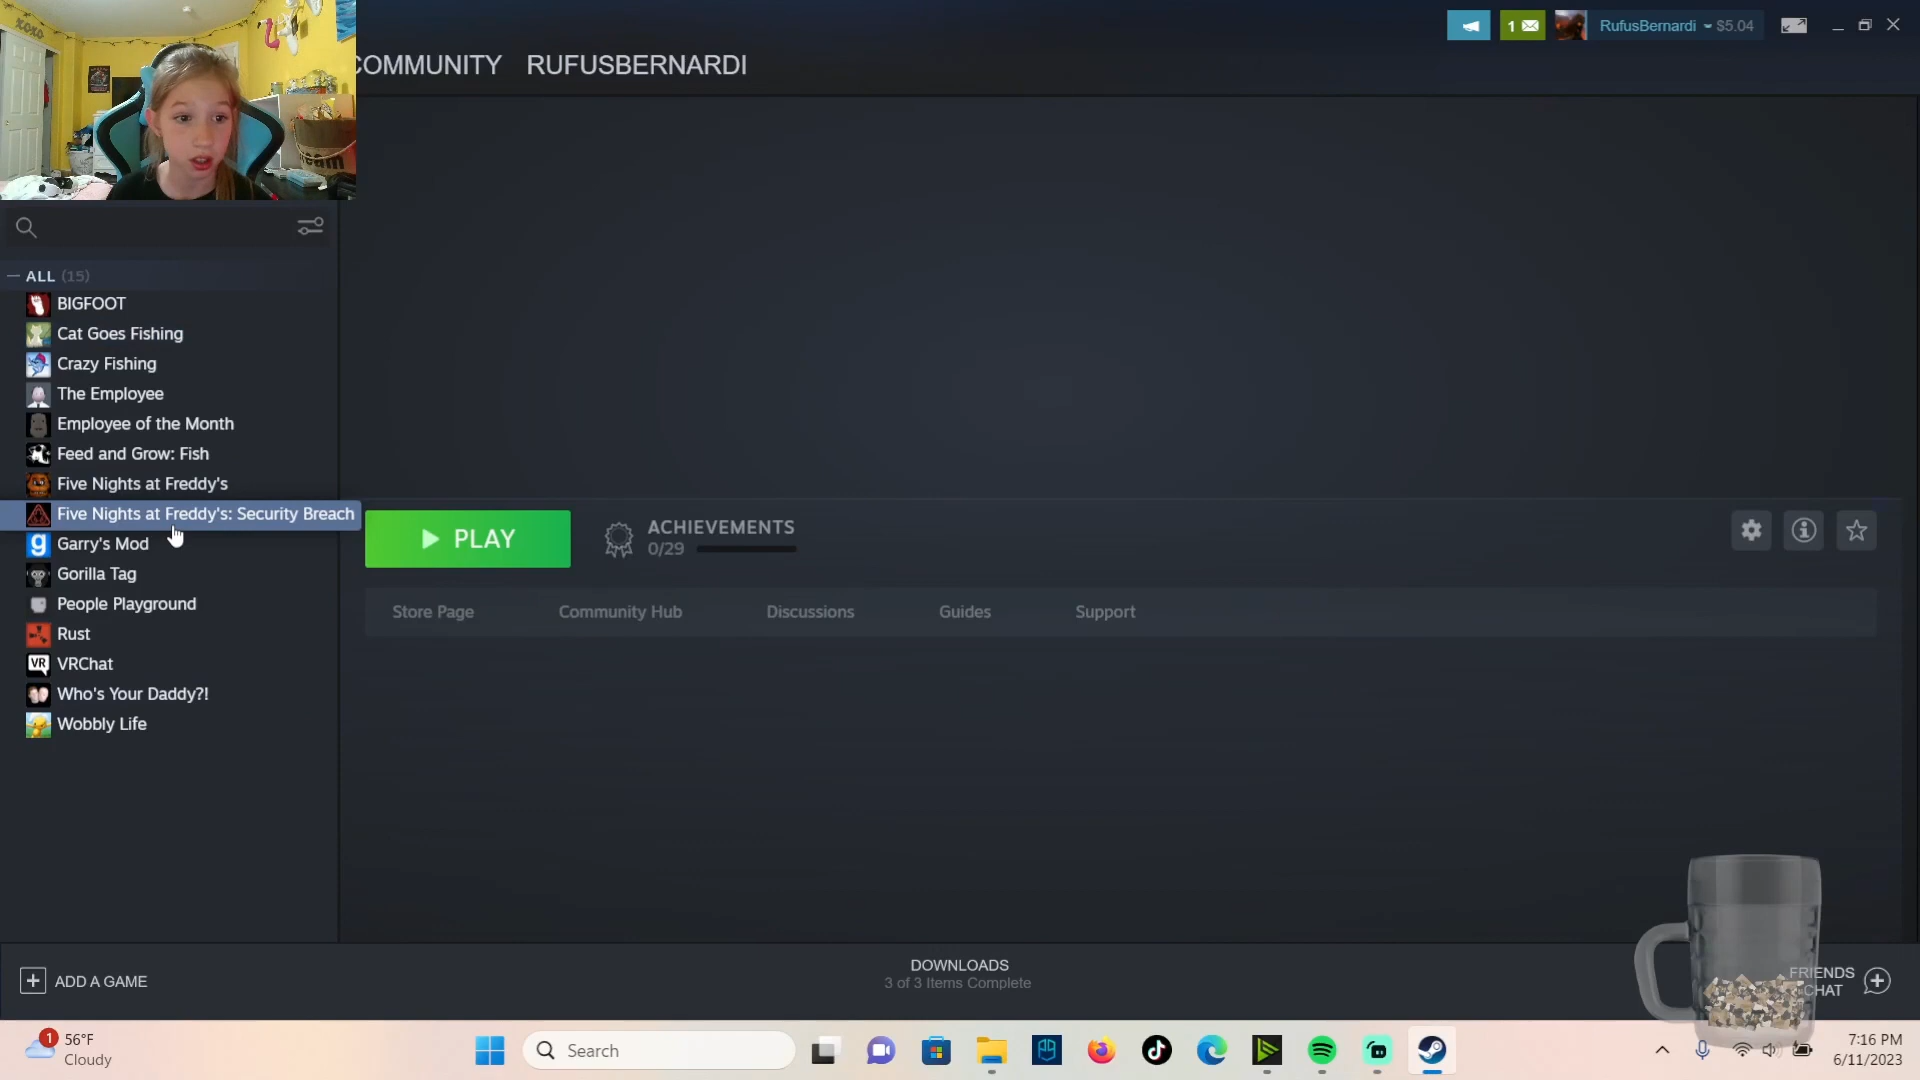 XOXO
COMMUNITY RUFUSBERNARDI
1
RufusBernardi $5.04
eam
ALL (15)
BIGFOOT
Cat Goes Fishing
Crazy Fishing
The Employee
Employee of the Month
Feed and Grow: Fish
Five Nights at Freddy's
Five Nights at Freddy's: Security Breach
Garry's Mod
Gorilla Tag
People Playground
Rust
VR VRChat
Who's Your Daddy?!
Wobbly Life
PLAY
ACHIEVEMENTS
0/29
Store Page Community Hub Discussions Guides Support
ADD A GAME
DOWNLOADS
3 of 3 Items Complete
FRIENDS
CHAT
1
56°F
Cloudy
Search
7:16 PM
6/11/2023